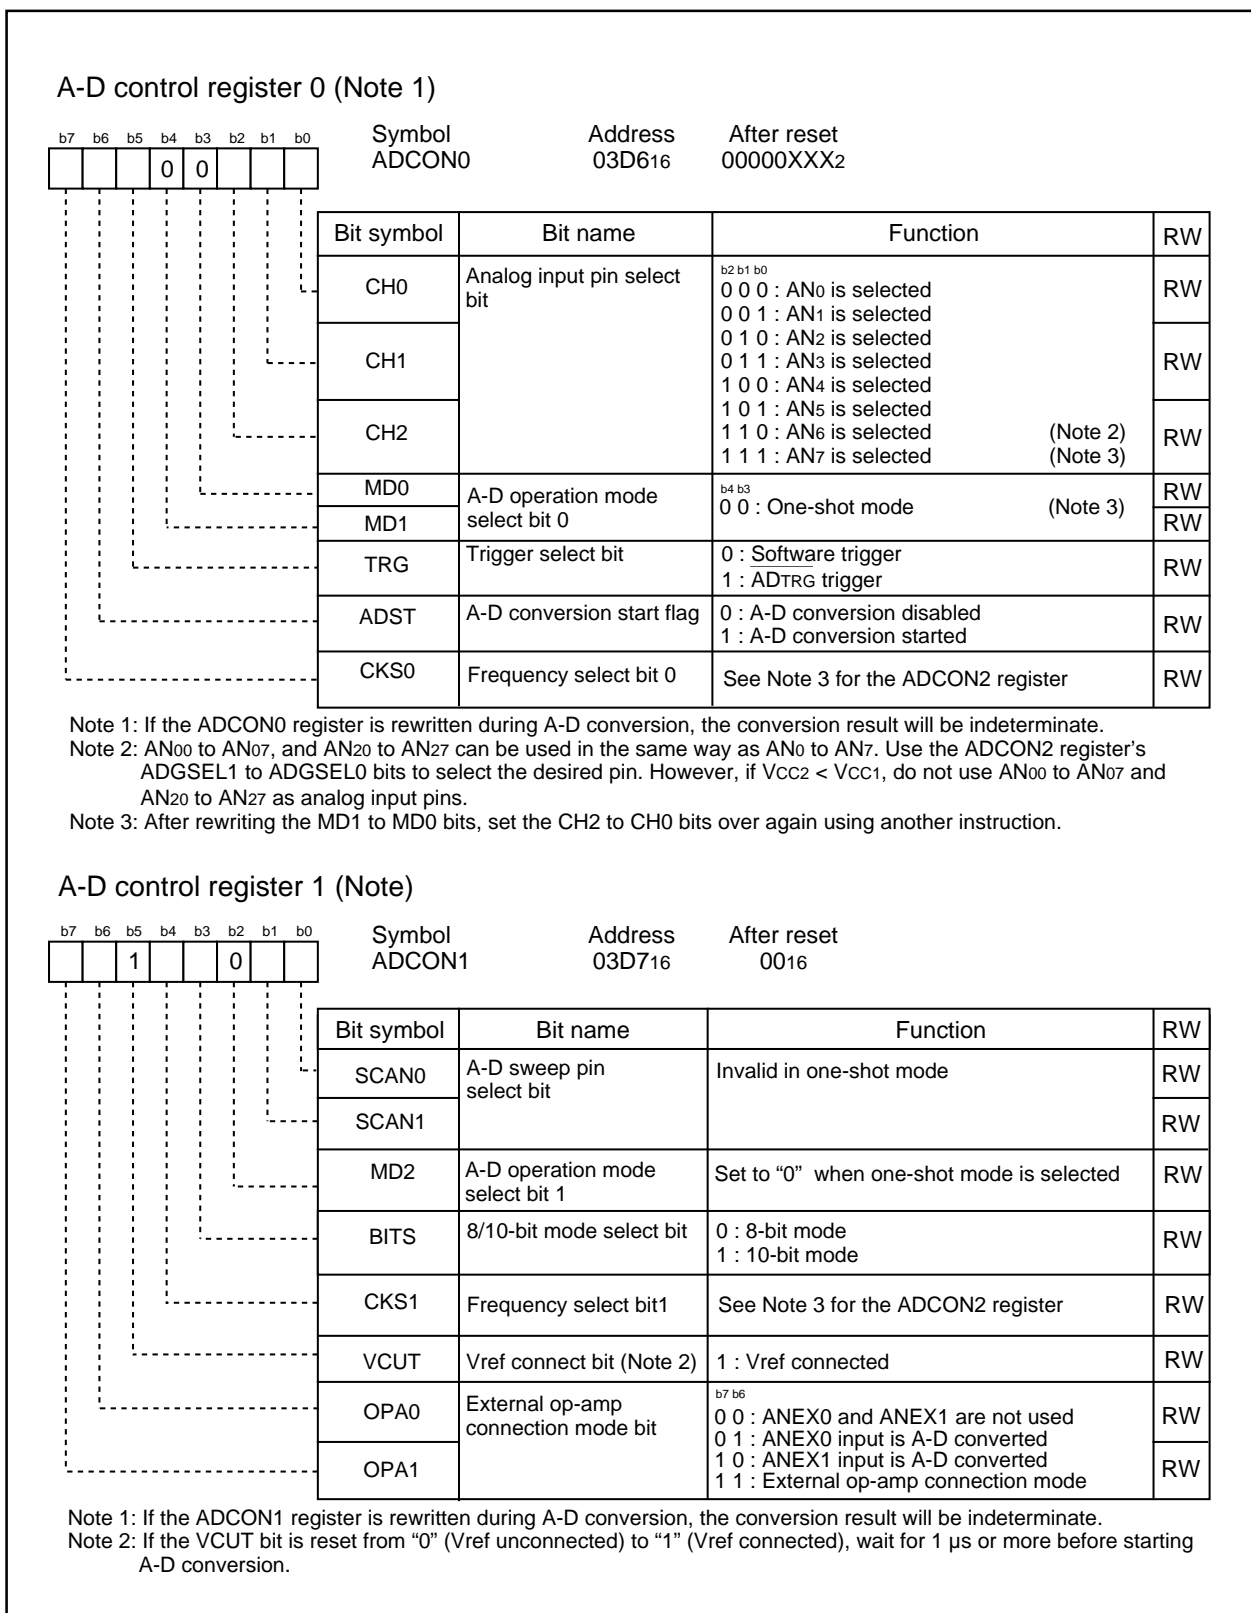 A-D control register 0 (Note 1)
b7 b6 b5 b4 b3 b2 b1 b0
0 0
Symbol Address After reset
ADCON0 03D616 00000XXX2
Bit symbol Bit name Function RW
CH0 Analog input pin select bit RW
b2 b1 b0
0 0 0 : AN0 is selected
0 0 1 : AN1 is selected
0 1 0 : AN2 is selected
CH1 0 1 1 : AN3 is selected RW
1 0 0 : AN4 is selected
1 0 1 : AN5 is selected
CH2 1 1 0 : AN6 is selected (Note 2) RW
1 1 1 : AN7 is selected (Note 3)
MD0 A-D operation mode select bit 0 b4 b3 RW
MD1 0 0 : One-shot mode (Note 3) RW
TRG Trigger select bit 0 : Software trigger RW
1 : ADTRG trigger
ADST A-D conversion start flag 0 : A-D conversion disabled RW
1 : A-D conversion started
CKS0 Frequency select bit 0 See Note 3 for the ADCON2 register RW
Note 1: If the ADCON0 register is rewritten during A-D conversion, the conversion result will be indeterminate.
Note 2: AN00 to AN07, and AN20 to AN27 can be used in the same way as AN0 to AN7. Use the ADCON2 register’s
ADGSEL1 to ADGSEL0 bits to select the desired pin. However, if VCC2 < VCC1, do not use AN00 to AN07 and
AN20 to AN27 as analog input pins.
Note 3: After rewriting the MD1 to MD0 bits, set the CH2 to CH0 bits over again using another instruction.
A-D control register 1 (Note)
b7 b6 b5 b4 b3 b2 b1 b0
1 0
Symbol Address After reset
ADCON1 03D716 0016
Bit symbol Bit name Function RW
SCAN0 A-D sweep pin select bit Invalid in one-shot mode RW
SCAN1 RW
MD2 A-D operation mode select bit 1 Set to “0” when one-shot mode is selected RW
BITS 8/10-bit mode select bit 0 : 8-bit mode RW
1 : 10-bit mode
CKS1 Frequency select bit1 See Note 3 for the ADCON2 register RW
VCUT Vref connect bit (Note 2) 1 : Vref connected RW
OPA0 External op-amp connection mode bit RW
b7 b6
0 0 : ANEX0 and ANEX1 are not used
0 1 : ANEX0 input is A-D converted
OPA1 1 0 : ANEX1 input is A-D converted RW
1 1 : External op-amp connection mode
Note 1: If the ADCON1 register is rewritten during A-D conversion, the conversion result will be indeterminate.
Note 2: If the VCUT bit is reset from “0” (Vref unconnected) to “1” (Vref connected), wait for 1 µs or more before starting
A-D conversion.